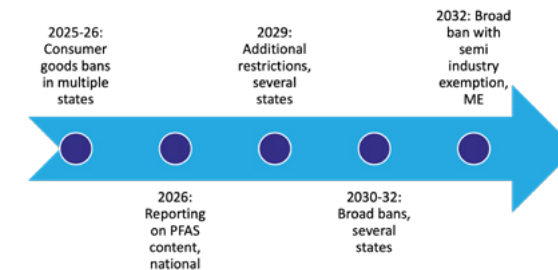 2025-26:
Consumer
goods bans
in multiple
states
2026:
Reporting
on PFAS
content,
national
2029:
Additional
restrictions,
several
states
2030-32:
Broad bans,
several
states
2032: Broad
ban with
semi
industry
exemption,
ME